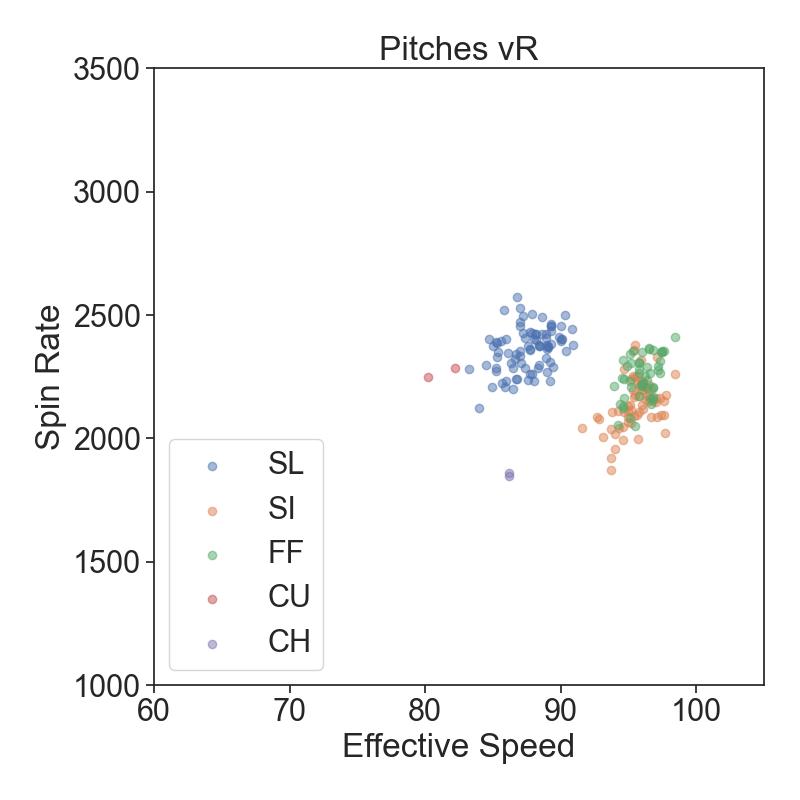 Pitches vR
3500
3000
2500
2000
1500
1000
Spin Rate
SL
SI
FF
CU
CH
60 70 80 90 100
Effective Speed